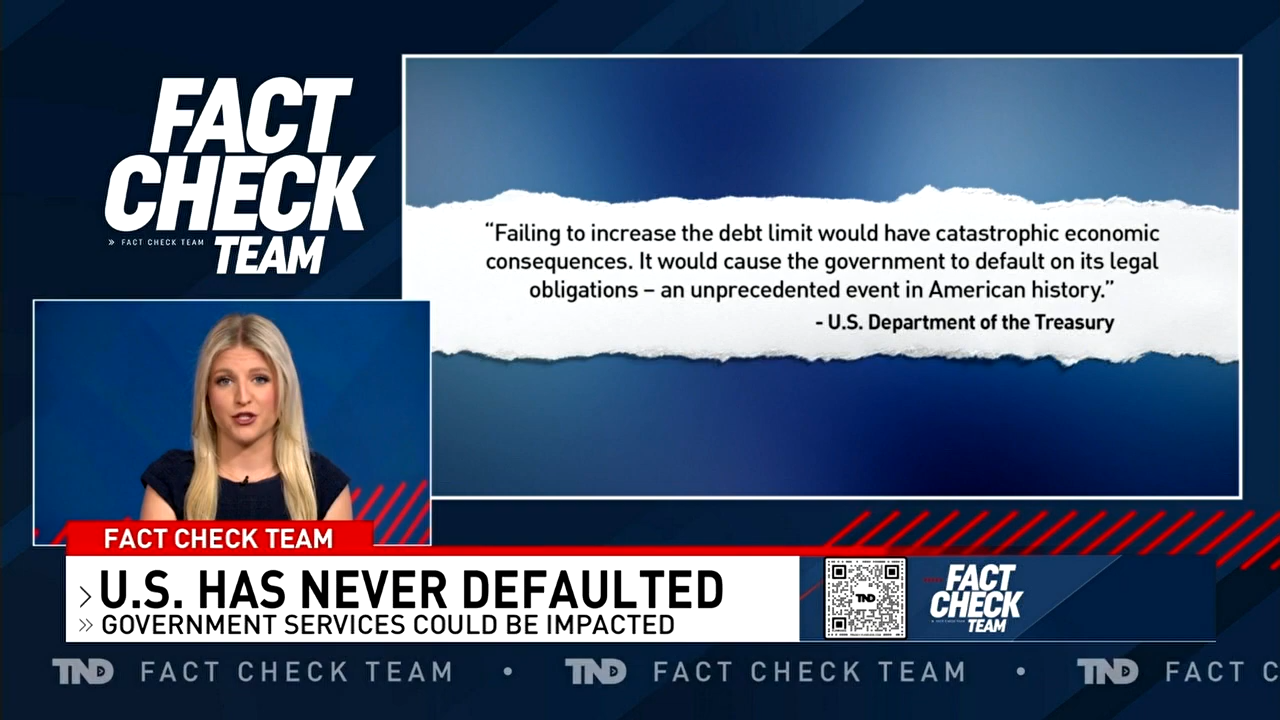 FACT
CHECK
» FACT CHECK TEAM
TEAM
“Failing to increase the debt limit would have catastrophic economic
consequences. It would cause the government to default on its legal
obligations – an unprecedented event in American history.”
- U.S. Department of the Treasury
FACT CHECK TEAM
U.S. HAS NEVER DEFAULTED
» GOVERNMENT SERVICES COULD BE IMPACTED
TND
FACT
CHECK
TEAM
TND FACT CHECK TEAM • TND FACT CHECK TEAM • TND FACT C